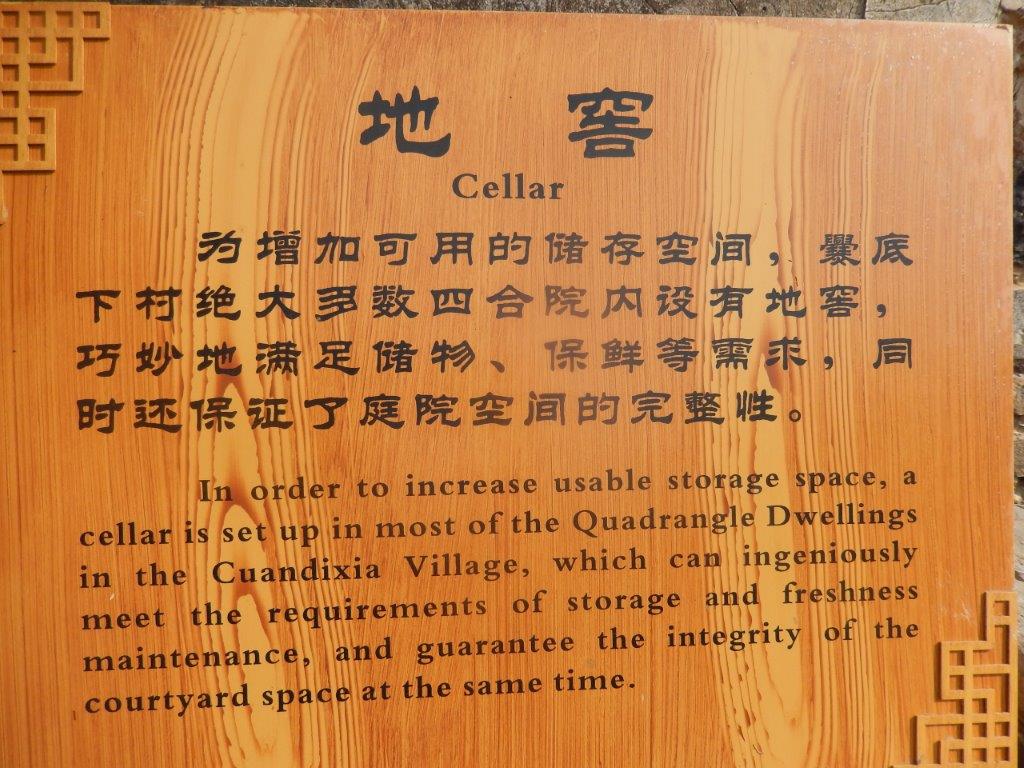 地 窖
Cellar
为增加可用的储存空间，爨底
下村绝大多数四合院内设有地窖，
巧妙地满足储物、保鲜等需求，同
时还保证了庭院空间的完整性。
In order to increase usable storage space, a
cellar is set up in most of the Quadrangle Dwellings
in the Cuandixia Village, which can ingeniously
meet the requirements of storage and freshness
maintenance, and guarantee the integrity of the
courtyard space at the same time.